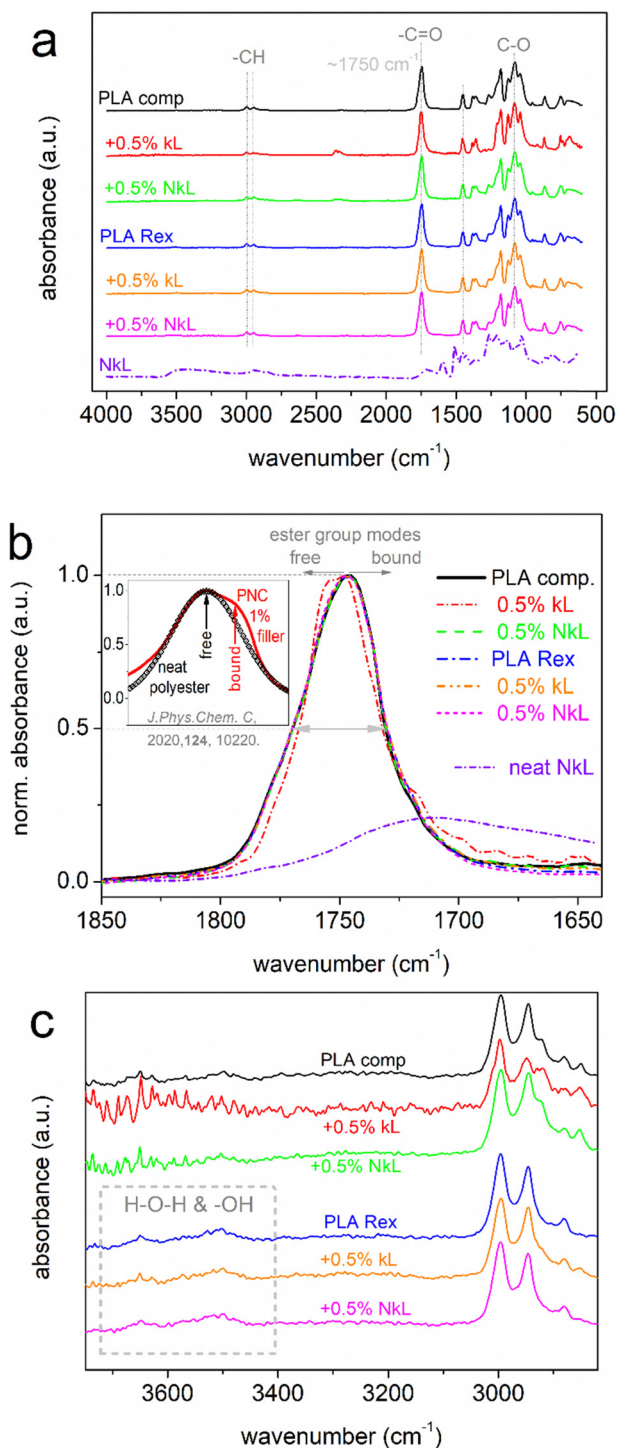 a
-CH
-C=O
C-O
~1750 cm⁻¹
PLA comp
+0.5% kL
+0.5% NkL
PLA Rex
+0.5% kL
+0.5% NkL
NkL
absorbance (a.u.)
4000 3500 3000 2500 2000 1500 1000 500
wavenumber (cm⁻¹)
b
ester group modes
free bound
1.0
0.5
0.0
norm. absorbance (a.u.)
1.0
0.5
0.0
neat
polyester
free
bound
PNC
1%
filler
J.Phys.Chem. C,
2020,124, 10220.
PLA comp.
0.5% kL
0.5% NkL
PLA Rex
0.5% kL
0.5% NkL
neat NkL
1850 1800 1750 1700 1650
wavenumber (cm⁻¹)
c
PLA comp
+0.5% kL
+0.5% NkL
H-O-H & -OH
PLA Rex
+0.5% kL
+0.5% NkL
absorbance (a.u.)
3600 3400 3200 3000
wavenumber (cm⁻¹)